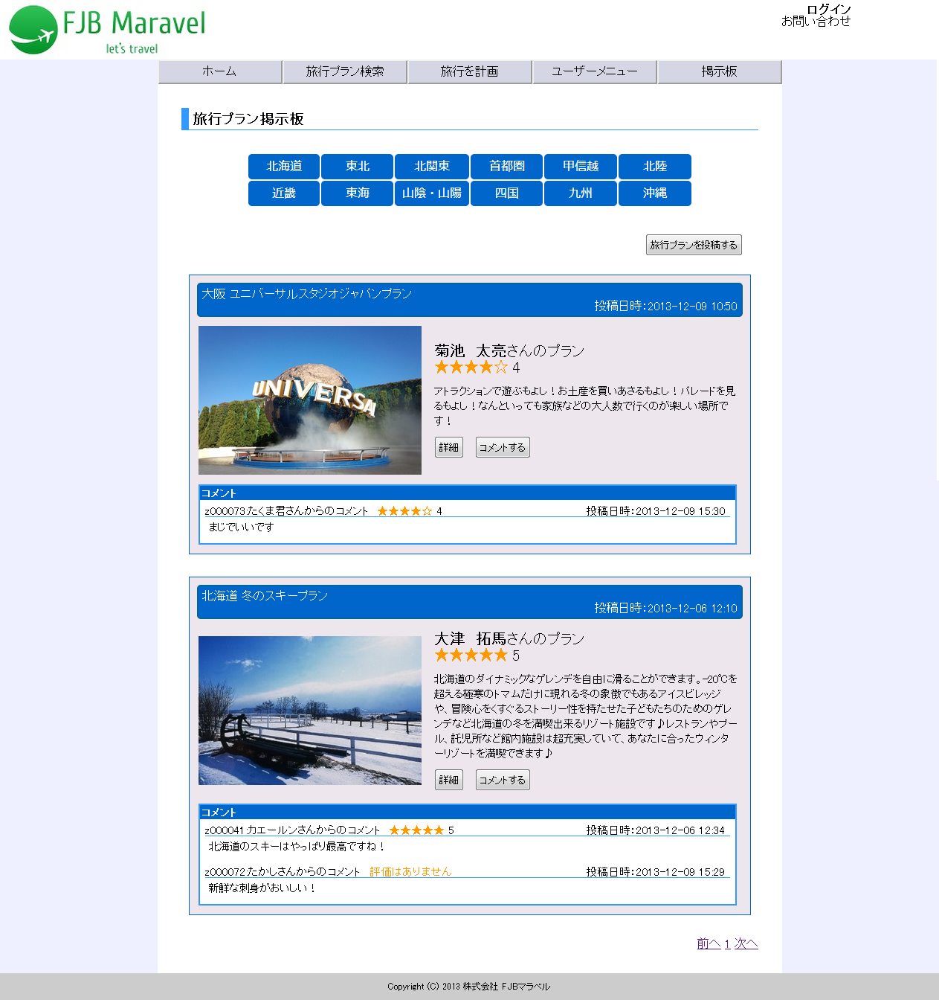 FJB Maravel
let's travel
ログイン
お問い合わせ
ホーム 旅行プラン検索 旅行を計画 ユーザーメニュー 掲示板
旅行プラン掲示板
北海道 東北 北関東 首都圏 甲信越 北陸
近畿 東海 山陰・山陽 四国 九州 沖縄
旅行プランを投稿する
大阪 ユニバーサルスタジオジャパンプラン
投稿日時:2013-12-09 10:50
UNIVERSA
菊池　太亮さんのプラン
★★★★☆ 4
アトラクションで遊ぶもよし！お土産を買いあさるもよし！パレードを見
るもよし！なんといっても家族などの大人数で行くのが楽しい場所で
す！
詳細 コメントする
コメント
z000073:たくま君さんからのコメント ★★★★☆ 4 投稿日時:2013-12-09 15:30
まじでいいです
北海道 冬のスキープラン
投稿日時:2013-12-06 12:10
大津　拓馬さんのプラン
★★★★★ 5
北海道のダイナミックなゲレンデを自由に滑ることができます。-20℃を
超える極寒のトマムだけに現れる冬の象徴でもあるアイスビレッジ
や、冒険心をくすぐるストーリー性を持たせた子どもたちのためのゲレ
ンデなど北海道の冬を満喫出来るリゾート施設です♪レストランやプー
ル、託児所など館内施設は超充実していて、あなたに合ったウィンタ
ーリゾートを満喫できます♪
詳細 コメントする
コメント
z000041:カエールンさんからのコメント ★★★★★ 5 投稿日時:2013-12-06 12:34
北海道のスキーはやっぱり最高ですね！
z000072:たかしさんからのコメント 評価はありません 投稿日時:2013-12-09 15:29
新鮮な刺身がおいしい！
前へ 1 次へ
Copyright (C) 2013 株式会社 FJBマラベル